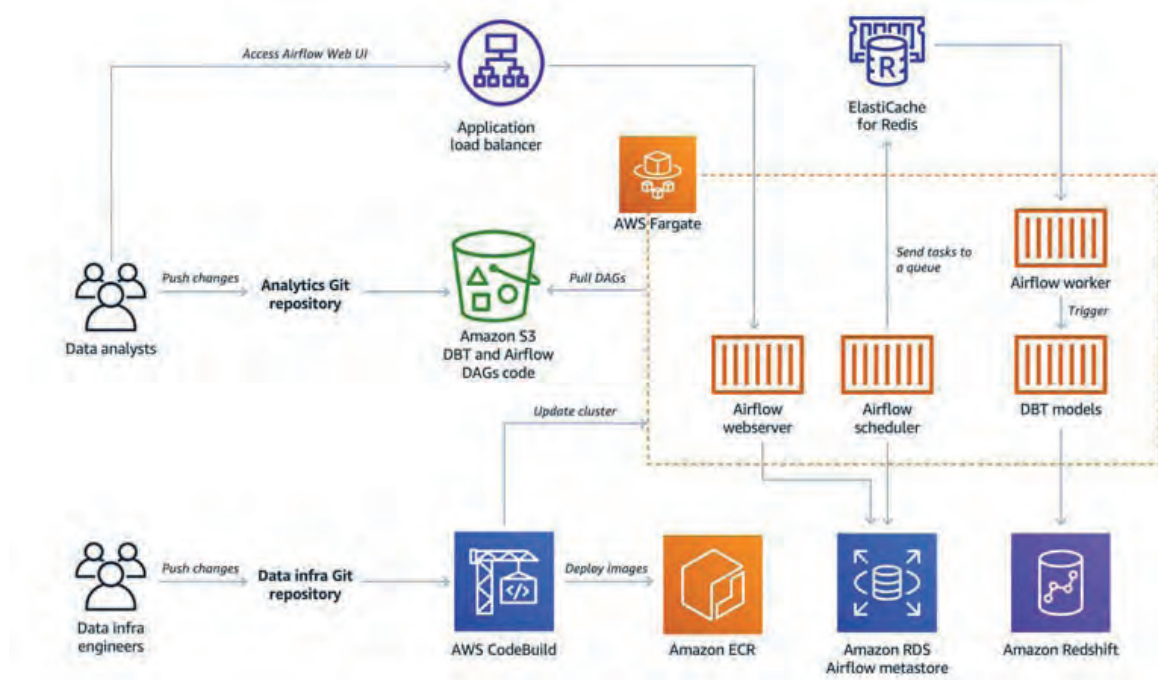 Access Airflow Web UI
Application
load balancer
R
ElastiCache
for Redis
AWS Fargate
Send tasks to
a queue
Airflow worker
Trigger
Data analysts
Push changes
Analytics Git
repository
Amazon S3
DBT and Airflow
DAGs code
Pull DAGs
Airflow
webserver
Airflow
scheduler
DBT models
Update cluster
Data infra
engineers
Push changes
Data infra Git
repository
</>
AWS CodeBuild
Deploy images
Amazon ECR
Amazon RDS
Airflow metastore
Amazon Redshift